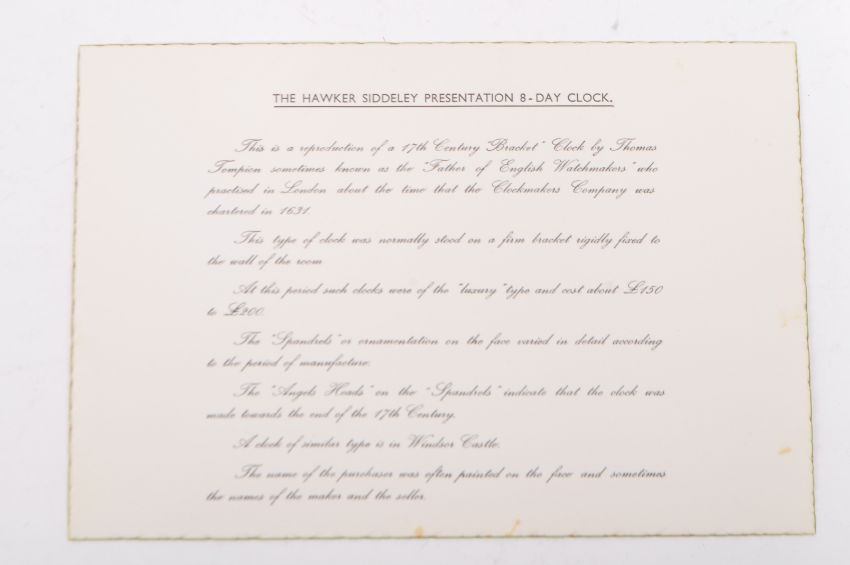 THE HAWKER SIDDELEY PRESENTATION 8-DAY CLOCK.
This is a reproduction of a 17th Century "Bracket" Clock by Thomas
Tompion sometimes known as the "Father of English Watchmakers" who
practised in London about the time that the Clockmakers Company was
chartered in 1631.
This type of clock was normally stood on a firm bracket rigidly fixed to
the wall of the room.
At this period such clocks were of the "luxury" type and cost about £150
to £200.
The "Spandrels" or ornamentation on the face varied in detail according
to the period of manufacture.
The "Angels Heads" on the "Spandrels" indicate that the clock was
made towards the end of the 17th Century.
A clock of similar type is in Windsor Castle.
The name of the purchaser was often painted on the face and sometimes
the names of the maker and the seller.